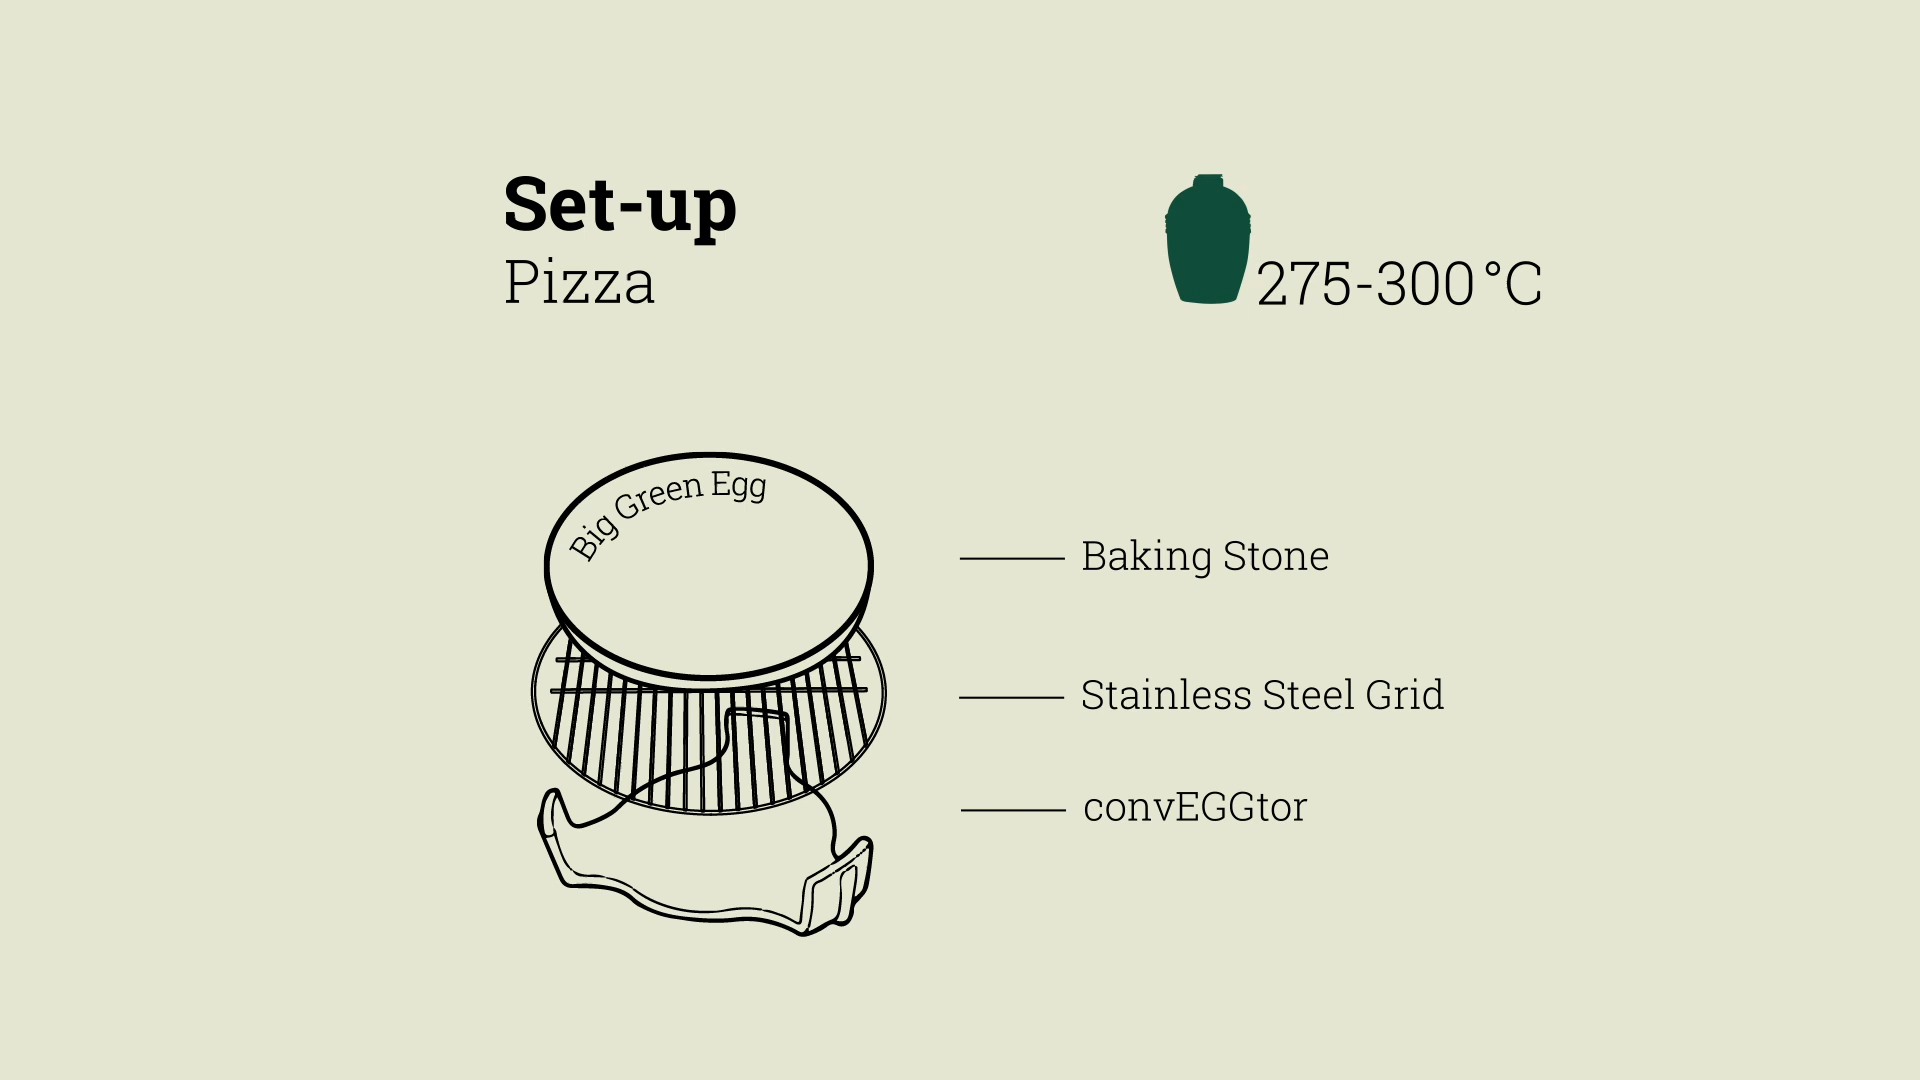 Set-up
Pizza
275-300°C
Big Green Egg
Baking Stone
Stainless Steel Grid
convEGGtor